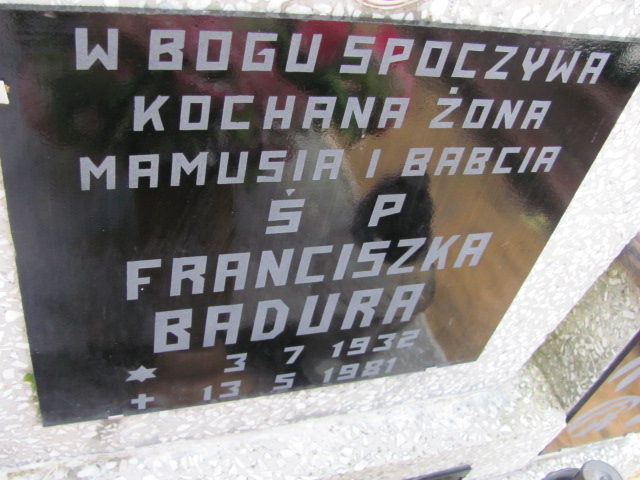 W BOGU SPOCZYWA
KOCHANA ŻONA
MAMUSIA I BABCIA
Ś P
FRANCISZKA
BADURA
* 3 7 1932
+ 13 5 1981